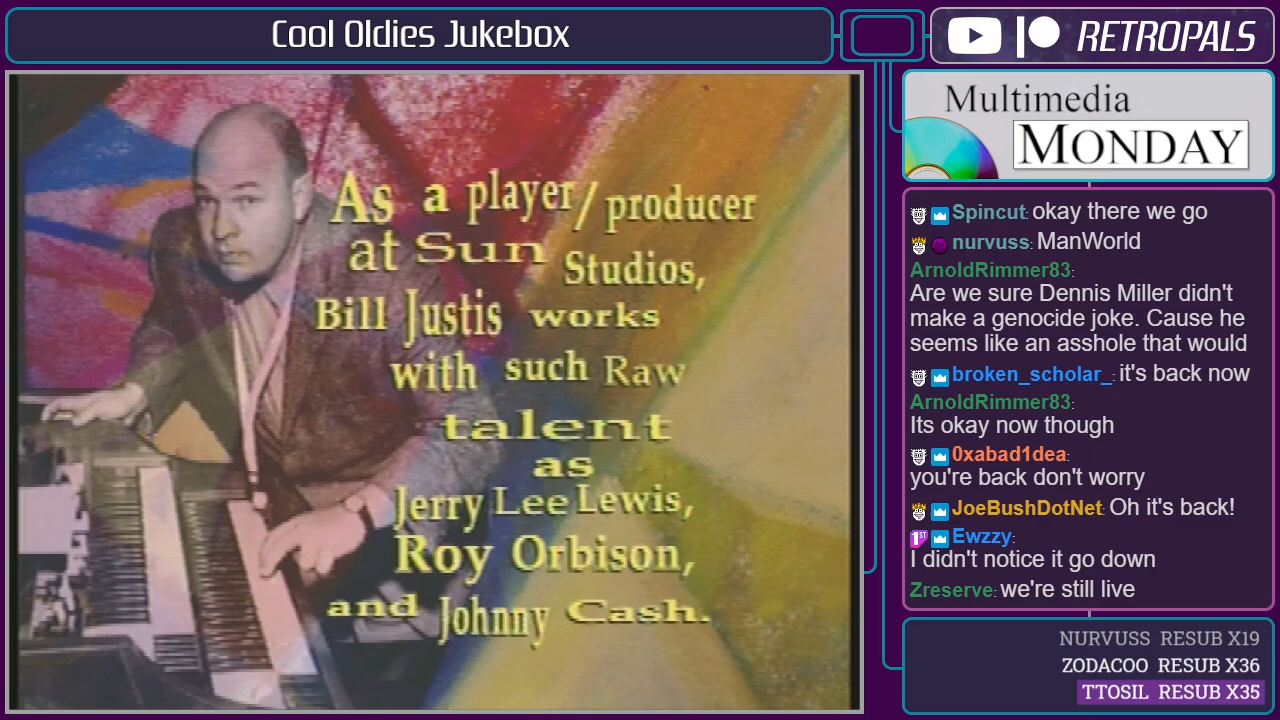 Cool Oldies Jukebox
RETROPALS
Multimedia
MONDAY
As a player/producer
at Sun Studios,
Bill Justis works
with such Raw
talent
as
Jerry Lee Lewis,
Roy Orbison,
and Johnny Cash.
Spincut: okay there we go
nurvuss: ManWorld
ArnoldRimmer83:
Are we sure Dennis Miller didn't
make a genocide joke. Cause he
seems like an asshole that would
broken_scholar_: it's back now
ArnoldRimmer83:
Its okay now though
0xabad1dea:
you're back don't worry
JoeBushDotNet: Oh it's back!
1ST Ewzzy:
I didn't notice it go down
Zreserve: we're still live
NURVUSS RESUB X19
ZODACOO RESUB X36
TTOSIL RESUB X35